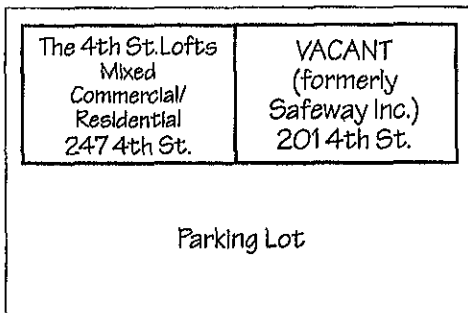 The 4th St. Lofts
Mixed
Commercial/
Residential
247 4th St.
VACANT
(formerly
Safeway Inc.)
201 4th St.
Parking Lot